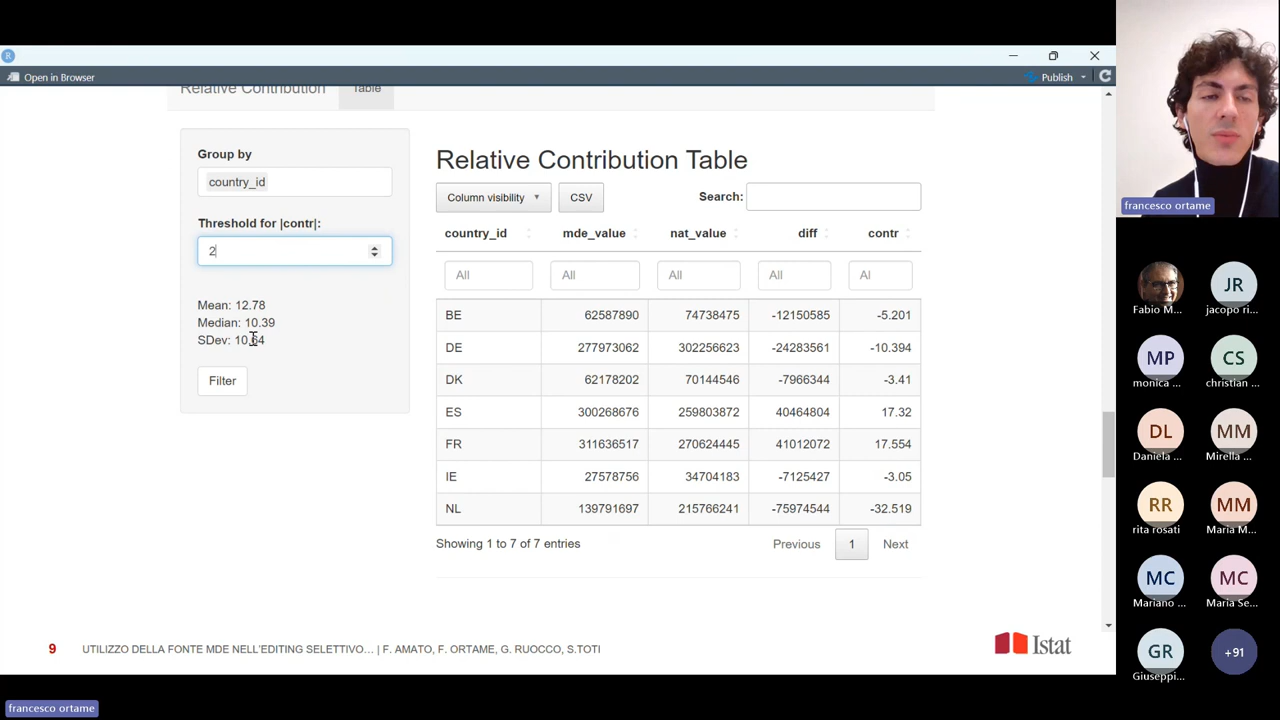 Open in Browser
Publish
Relative Contribution
Table
Group by
country_id
Threshold for |contr|:
2
Mean: 12.78
Median: 10.39
SDev: 10.64
Filter
Relative Contribution Table
Column visibility
CSV
Search:
country_id mde_value nat_value diff contr
All All All All Al
BE 62587890 74738475 -12150585 -5.201
DE 277973062 302256623 -24283561 -10.394
DK 62178202 70144546 -7966344 -3.41
ES 300268676 259803872 40464804 17.32
FR 311636517 270624445 41012072 17.554
IE 27578756 34704183 -7125427 -3.05
NL 139791697 215766241 -75974544 -32.519
Showing 1 to 7 of 7 entries
Previous 1 Next
9 UTILIZZO DELLA FONTE MDE NELL'EDITING SELETTIVO… | F. AMATO, F. ORTAME, G. RUOCCO, S.TOTI
Istat
francesco ortame
francesco ortame
Fabio M...
JR
jacopo ri...
MP
monica ...
CS
christian ...
DL
Daniela ...
MM
Mirella ...
RR
rita rosati
MM
Maria M...
MC
Mariano ...
MC
Maria Se...
GR
Giuseppi...
+91